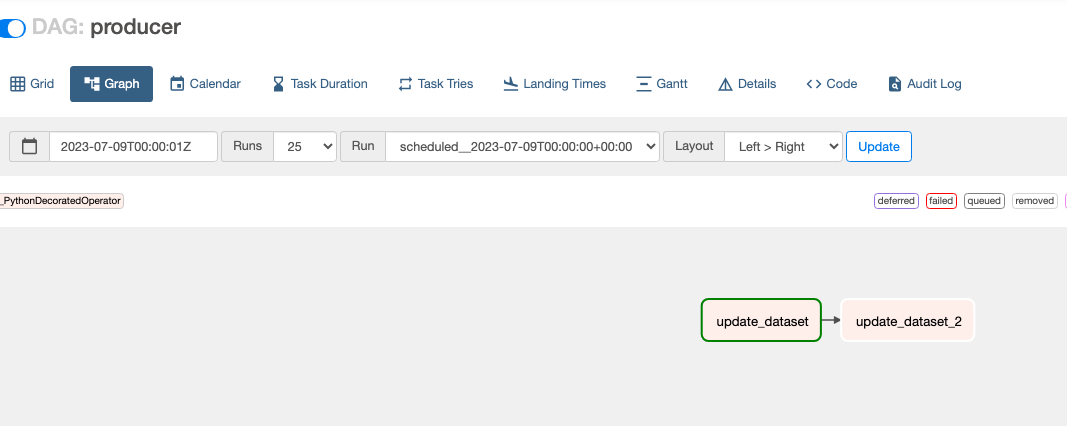 DAG: producer
Grid Graph Calendar Task Duration Task Tries Landing Times Gantt Details Code Audit Log
2023-07-09T00:00:01Z Runs 25 Run scheduled__2023-07-09T00:00:00+00:00 Layout Left > Right Update
_PythonDecoratedOperator deferred failed queued removed
update_dataset update_dataset_2